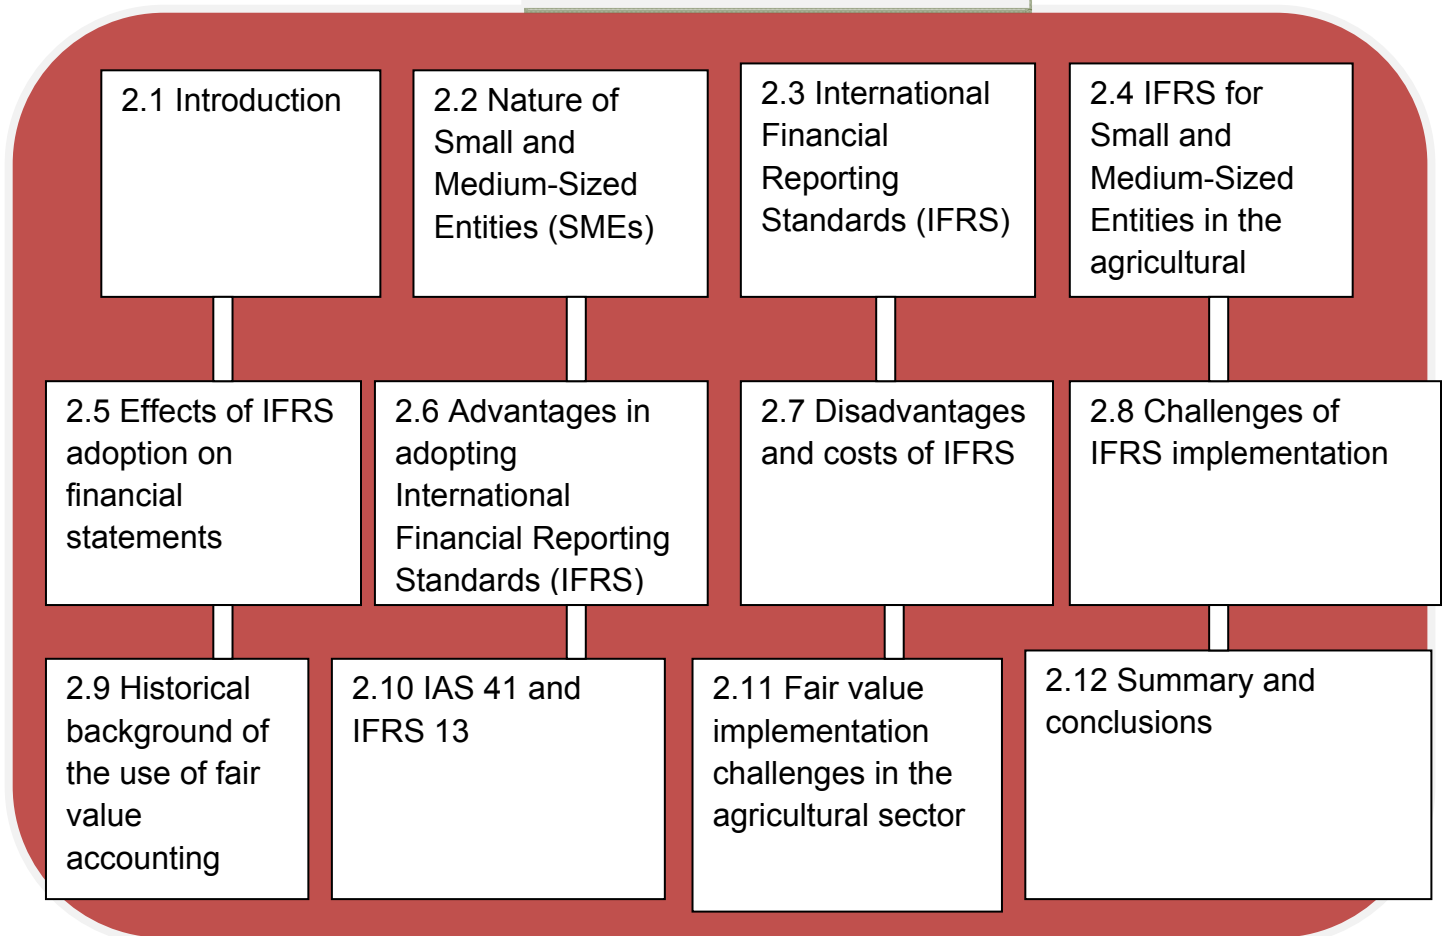 2.1 Introduction
2.2 Nature of
Small and
Medium-Sized
Entities (SMEs)
2.3 International
Financial
Reporting
Standards (IFRS)
2.4 IFRS for
Small and
Medium-Sized
Entities in the
agricultural
2.5 Effects of IFRS
adoption on
financial
statements
2.6 Advantages in
adopting
International
Financial Reporting
Standards (IFRS)
2.7 Disadvantages
and costs of IFRS
2.8 Challenges of
IFRS implementation
2.9 Historical
background of
the use of fair
value
accounting
2.10 IAS 41 and
IFRS 13
2.11 Fair value
implementation
challenges in the
agricultural sector
2.12 Summary and
conclusions